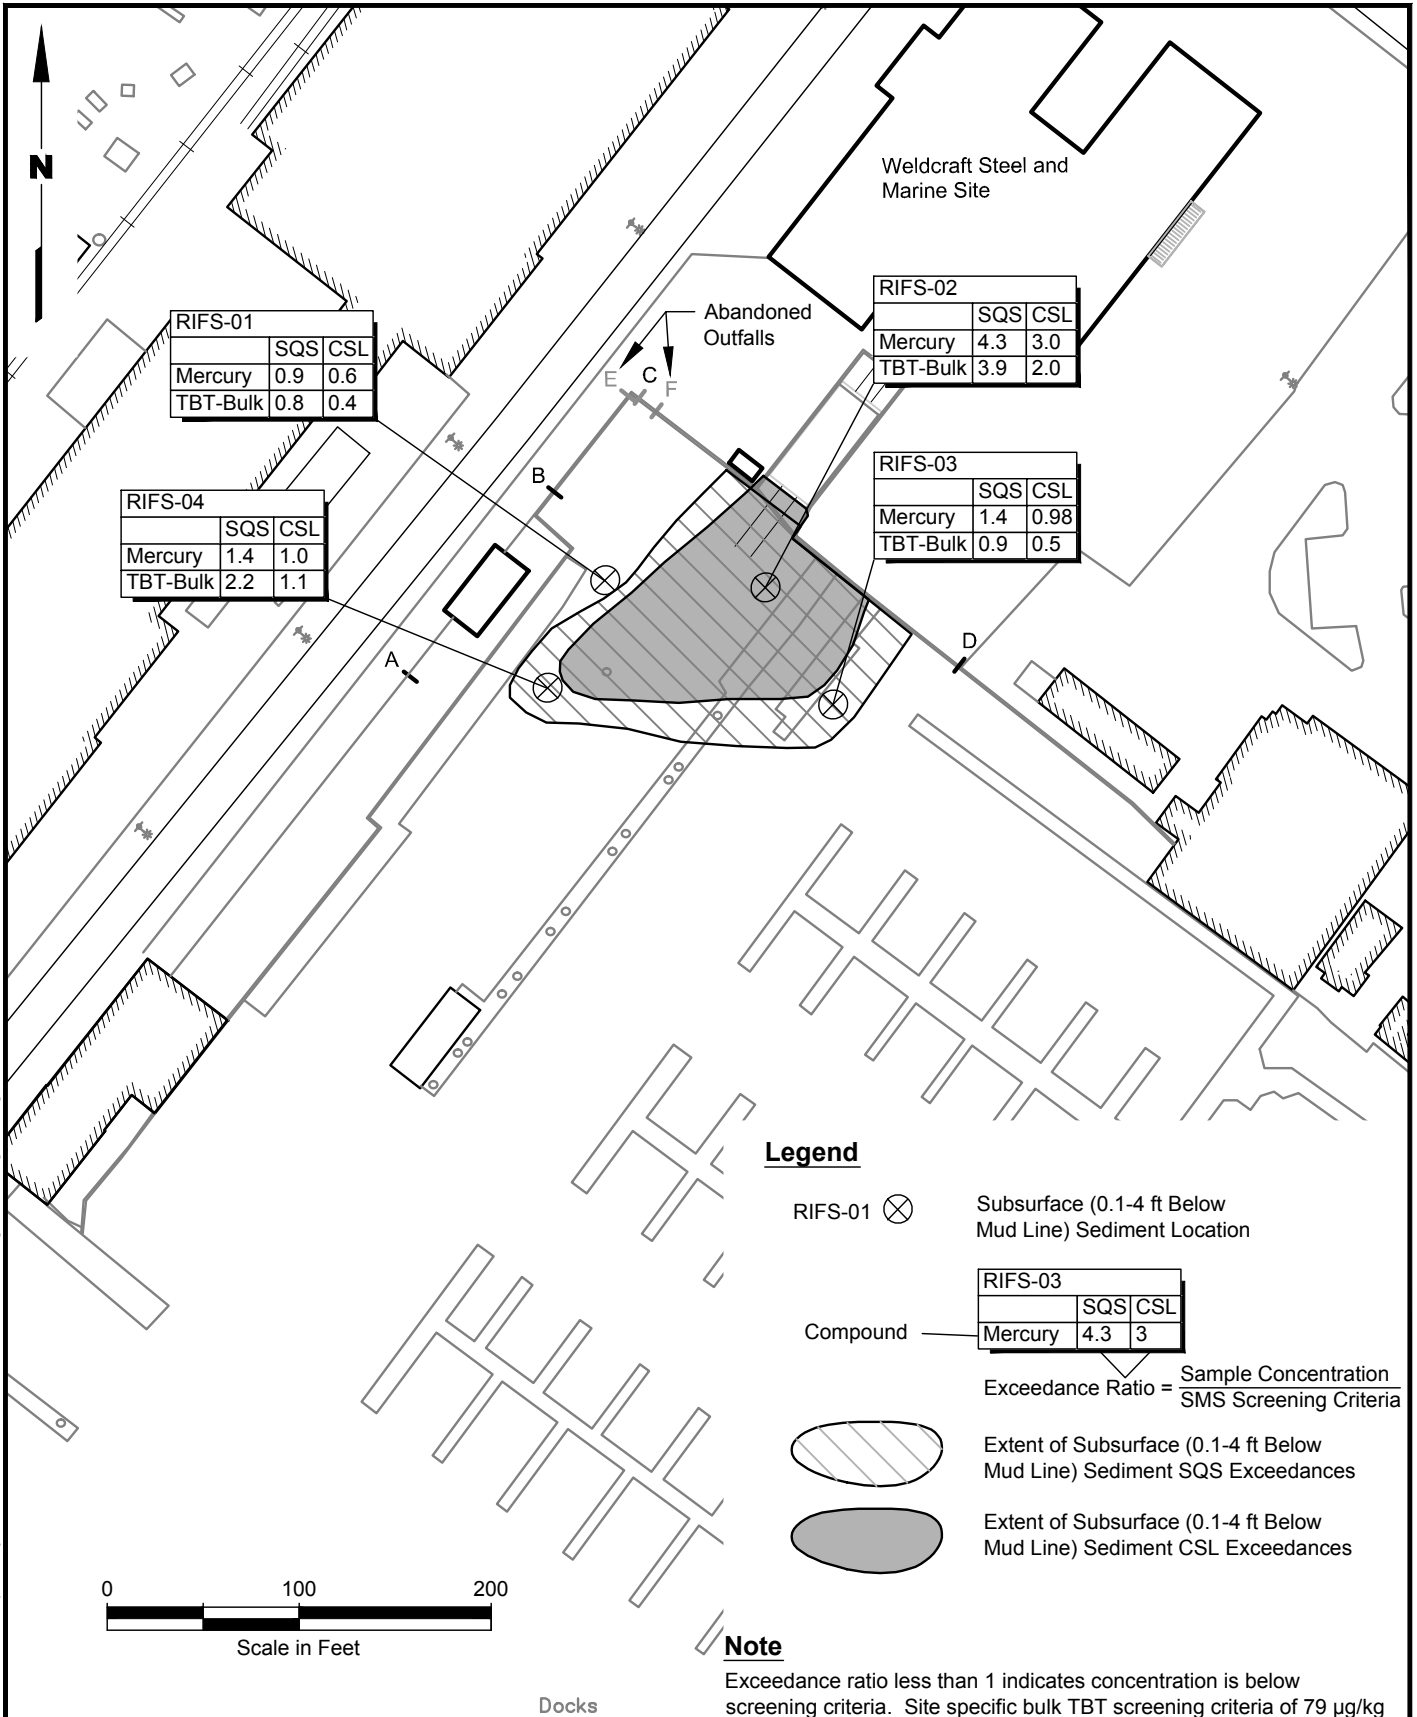 N
Weldcraft Steel and
Marine Site
RIFS-01
SQS CSL
Mercury 0.9 0.6
TBT-Bulk 0.8 0.4
Abandoned
Outfalls
RIFS-02
SQS CSL
Mercury 4.3 3.0
TBT-Bulk 3.9 2.0
E C F
B
RIFS-03
SQS CSL
Mercury 1.4 0.98
TBT-Bulk 0.9 0.5
RIFS-04
SQS CSL
Mercury 1.4 1.0
TBT-Bulk 2.2 1.1
A
D
Legend
RIFS-01
Subsurface (0.1-4 ft Below
Mud Line) Sediment Location
RIFS-03
SQS CSL
Compound
Mercury 4.3 3
Exceedance Ratio = Sample Concentration
SMS Screening Criteria
Extent of Subsurface (0.1-4 ft Below
Mud Line) Sediment SQS Exceedances
Extent of Subsurface (0.1-4 ft Below
Mud Line) Sediment CSL Exceedances
0 100 200
Scale in Feet
Note
Exceedance ratio less than 1 indicates concentration is below
screening criteria. Site specific bulk TBT screening criteria of 79 µg/kg
Docks